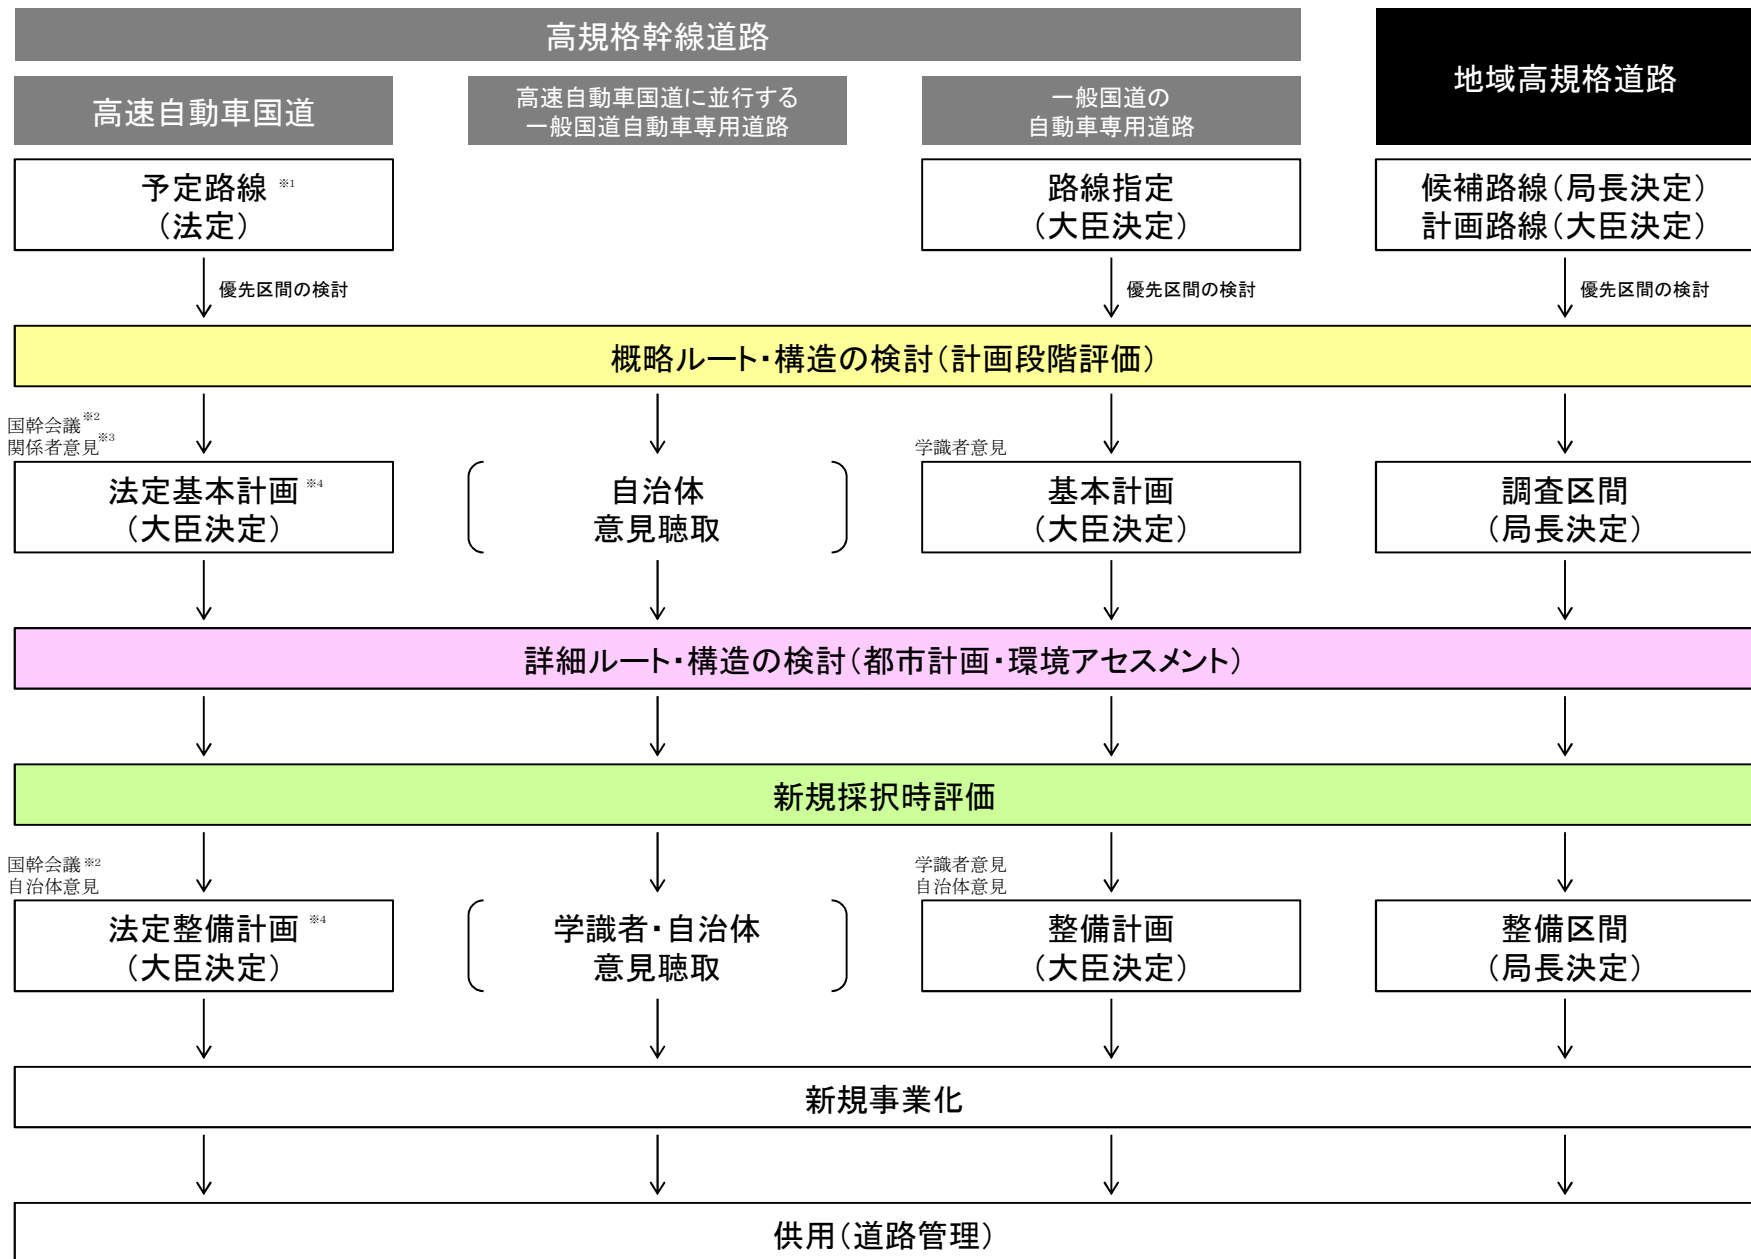 高規格幹線道路
地域高規格道路
高速自動車国道
高速自動車国道に並行する
一般国道自動車専用道路
一般国道の
自動車専用道路
予定路線 ※1
（法定）
路線指定
（大臣決定）
候補路線（局長決定）
計画路線（大臣決定）
優先区間の検討
優先区間の検討
優先区間の検討
概略ルート・構造の検討（計画段階評価）
国幹会議※2
関係者意見※3
学識者意見
法定基本計画 ※4
（大臣決定）
自治体
意見聴取
基本計画
（大臣決定）
調査区間
（局長決定）
詳細ルート・構造の検討（都市計画・環境アセスメント）
新規採択時評価
国幹会議※2
自治体意見
学識者意見
自治体意見
法定整備計画 ※4
（大臣決定）
学識者・自治体
意見聴取
整備計画
（大臣決定）
整備区間
（局長決定）
新規事業化
供用（道路管理）